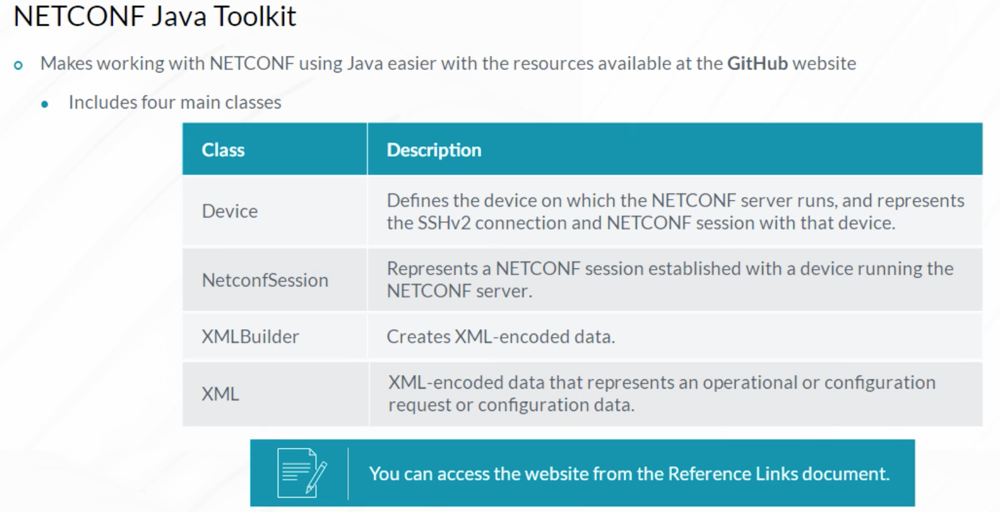 NETCONF Java Toolkit
Makes working with NETCONF using Java easier with the resources available at the GitHub website
Includes four main classes
Class
Description
Device
Defines the device on which the NETCONF server runs, and represents
the SSHv2 connection and NETCONF session with that device.
NetconfSession
Represents a NETCONF session established with a device running the
NETCONF server.
XMLBuilder
Creates XML-encoded data.
XML
XML-encoded data that represents an operational or configuration
request or configuration data.
You can access the website from the Reference Links document.